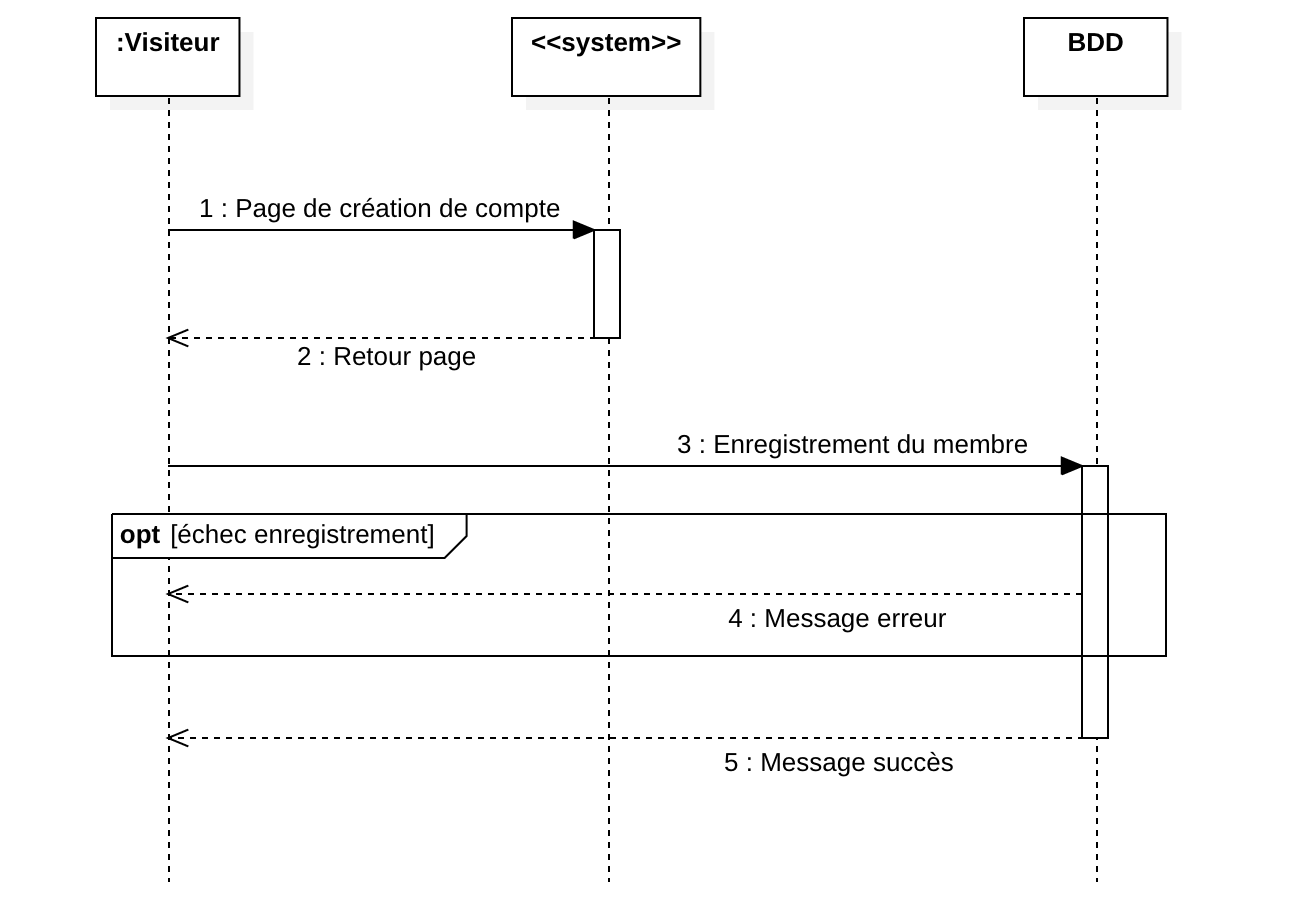 :Visiteur
<<system>>
BDD
1 : Page de création de compte
2 : Retour page
3 : Enregistrement du membre
opt [échec enregistrement]
4 : Message erreur
5 : Message succès